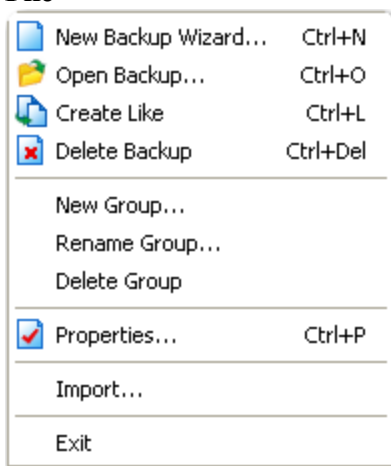 New Backup Wizard... Ctrl+N
Open Backup... Ctrl+O
Create Like Ctrl+L
Delete Backup Ctrl+Del
New Group...
Rename Group...
Delete Group
Properties... Ctrl+P
Import...
Exit